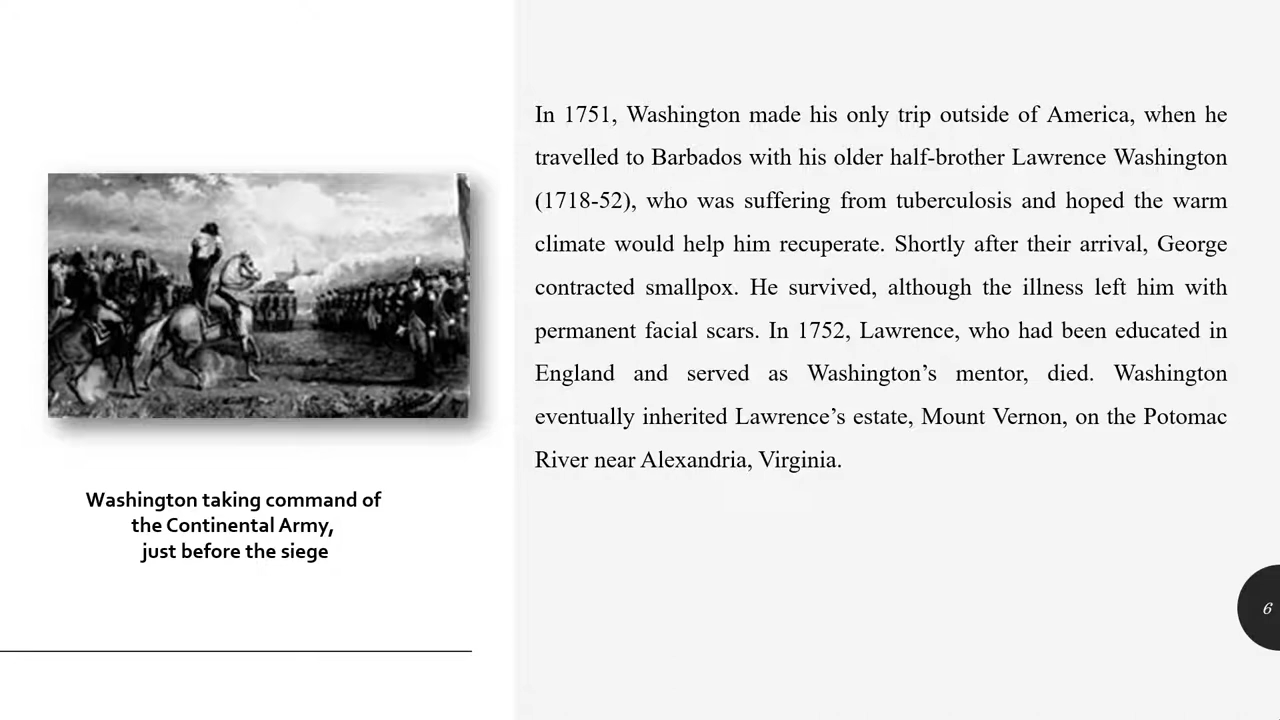 In 1751, Washington made his only trip outside of America, when he
travelled to Barbados with his older half-brother Lawrence Washington
(1718-52), who was suffering from tuberculosis and hoped the warm
climate would help him recuperate. Shortly after their arrival, George
contracted smallpox. He survived, although the illness left him with
permanent facial scars. In 1752, Lawrence, who had been educated in
England and served as Washington’s mentor, died. Washington
eventually inherited Lawrence’s estate, Mount Vernon, on the Potomac
River near Alexandria, Virginia.
Washington taking command of
the Continental Army,
just before the siege
6